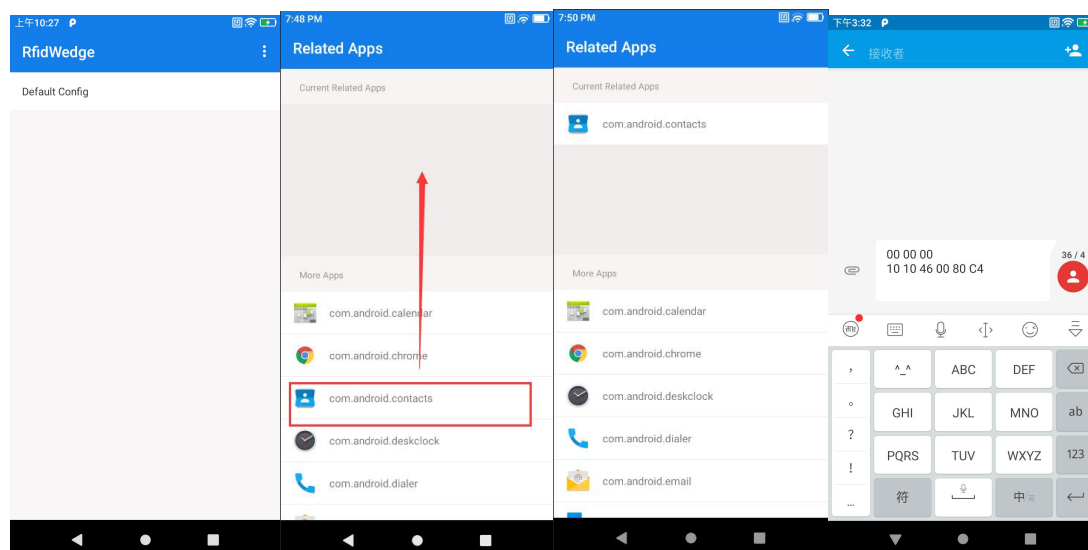 上午10:27
RfidWedge
Default Config
7:48 PM
Related Apps
Current Related Apps
More Apps
com.android.calendar
com.android.chrome
com.android.contacts
com.android.deskclock
com.android.dialer
7:50 PM
Related Apps
Current Related Apps
com.android.contacts
More Apps
com.android.calendar
com.android.chrome
com.android.deskclock
com.android.dialer
com.android.email
下午3:32
接收者
00 00 00
10 10 46 00 80 C4
36 / 4
, ^_^ ABC DEF
。 GHI JKL MNO ab
? PQRS TUV WXYZ 123
!
... 符 中/英